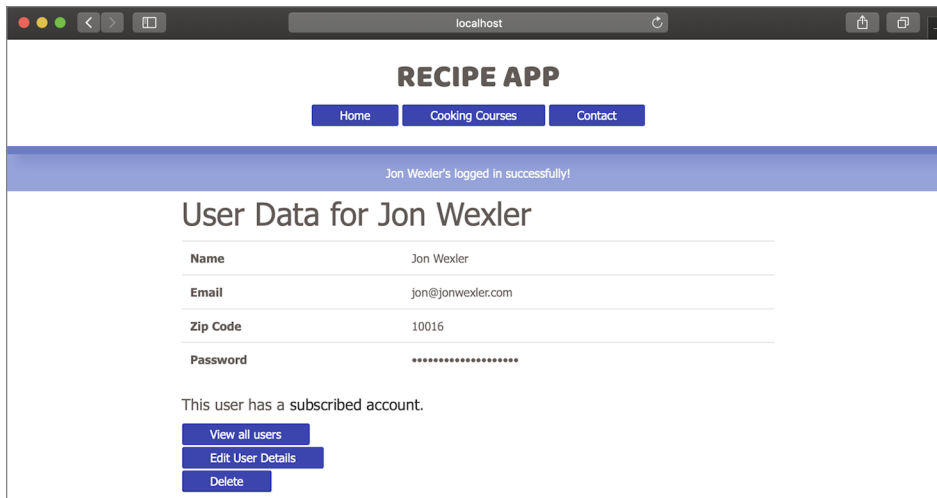 localhost
RECIPE APP
Home Cooking Courses Contact
Jon Wexler's logged in successfully!
User Data for Jon Wexler
Name Jon Wexler
Email jon@jonwexler.com
Zip Code 10016
Password ••••••••••••••••••••
This user has a subscribed account.
View all users
Edit User Details
Delete